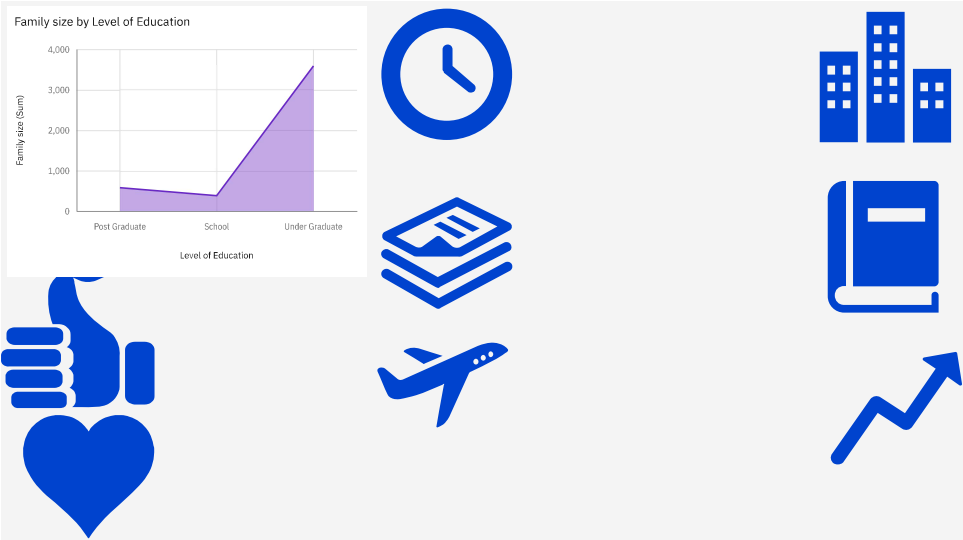 Family size by Level of Education
4,000
3,000
2,000
1,000
0
Family size (Sum)
Post Graduate School Under Graduate
Level of Education